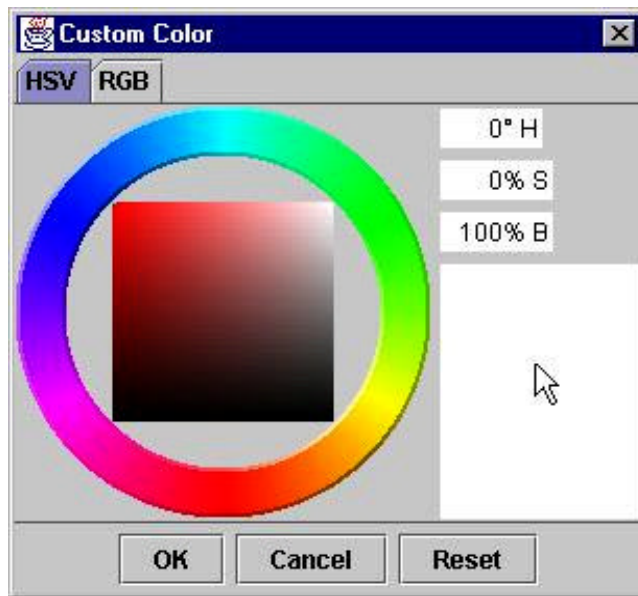 Custom Color
HSV RGB
0° H
0% S
100% B
OK Cancel Reset